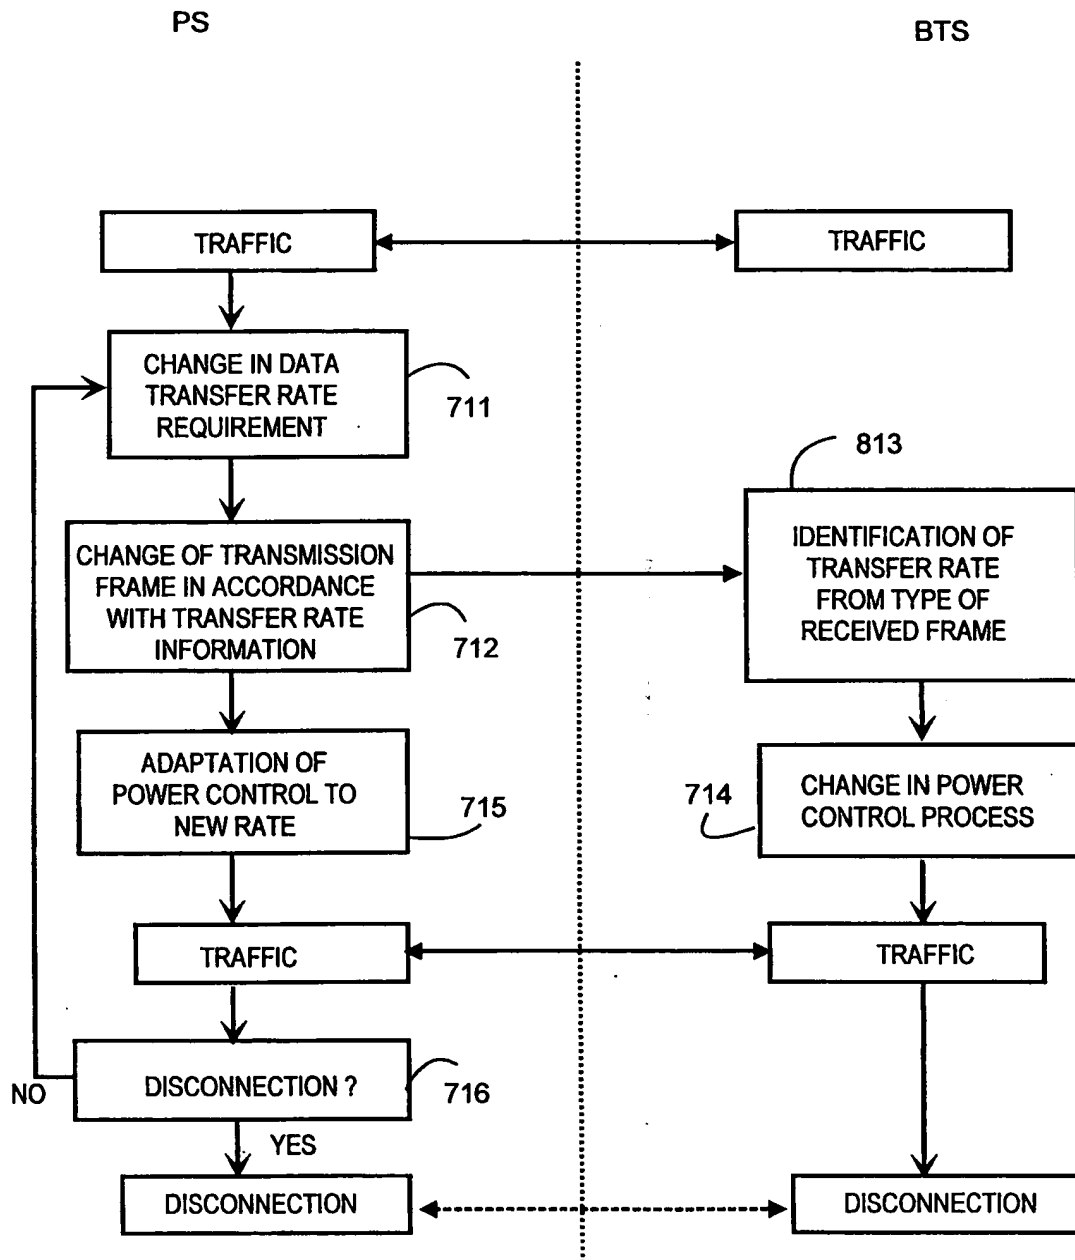 PS
BTS
TRAFFIC
TRAFFIC
CHANGE IN DATA
TRANSFER RATE
REQUIREMENT
711
813
CHANGE OF TRANSMISSION
FRAME IN ACCORDANCE
WITH TRANSFER RATE
INFORMATION
712
IDENTIFICATION OF
TRANSFER RATE
FROM TYPE OF
RECEIVED FRAME
ADAPTATION OF
POWER CONTROL TO
NEW RATE
715
714
CHANGE IN POWER
CONTROL PROCESS
TRAFFIC
TRAFFIC
DISCONNECTION ?
716
NO
YES
DISCONNECTION
DISCONNECTION